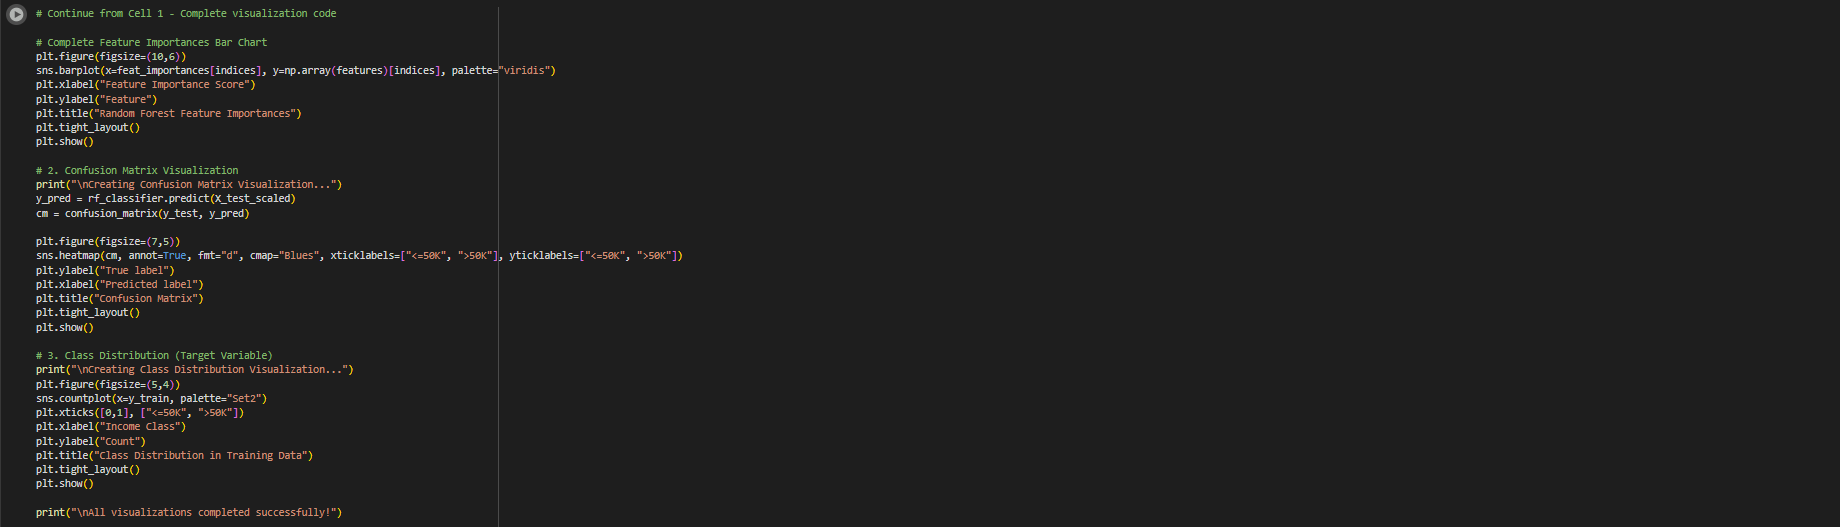 # Continue from Cell 1 - Complete visualization code
# Complete Feature Importances Bar Chart
plt.figure(figsize=(10,6))
sns.barplot(x=feat_importances[indices], y=np.array(features)[indices], palette="viridis")
plt.xlabel("Feature Importance Score")
plt.ylabel("Feature")
plt.title("Random Forest Feature Importances")
plt.tight_layout()
plt.show()
# 2. Confusion Matrix Visualization
print("\nCreating Confusion Matrix Visualization...")
y_pred = rf_classifier.predict(X_test_scaled)
cm = confusion_matrix(y_test, y_pred)
plt.figure(figsize=(7,5))
sns.heatmap(cm, annot=True, fmt="d", cmap="Blues", xticklabels=["<=50K", ">50K"], yticklabels=["<=50K", ">50K"])
plt.ylabel("True label")
plt.xlabel("Predicted label")
plt.title("Confusion Matrix")
plt.tight_layout()
plt.show()
# 3. Class Distribution (Target Variable)
print("\nCreating Class Distribution Visualization...")
plt.figure(figsize=(5,4))
sns.countplot(x=y_train, palette="Set2")
plt.xticks([0,1], ["<=50K", ">50K"])
plt.xlabel("Income Class")
plt.ylabel("Count")
plt.title("Class Distribution in Training Data")
plt.tight_layout()
plt.show()
print("\nAll visualizations completed successfully!")